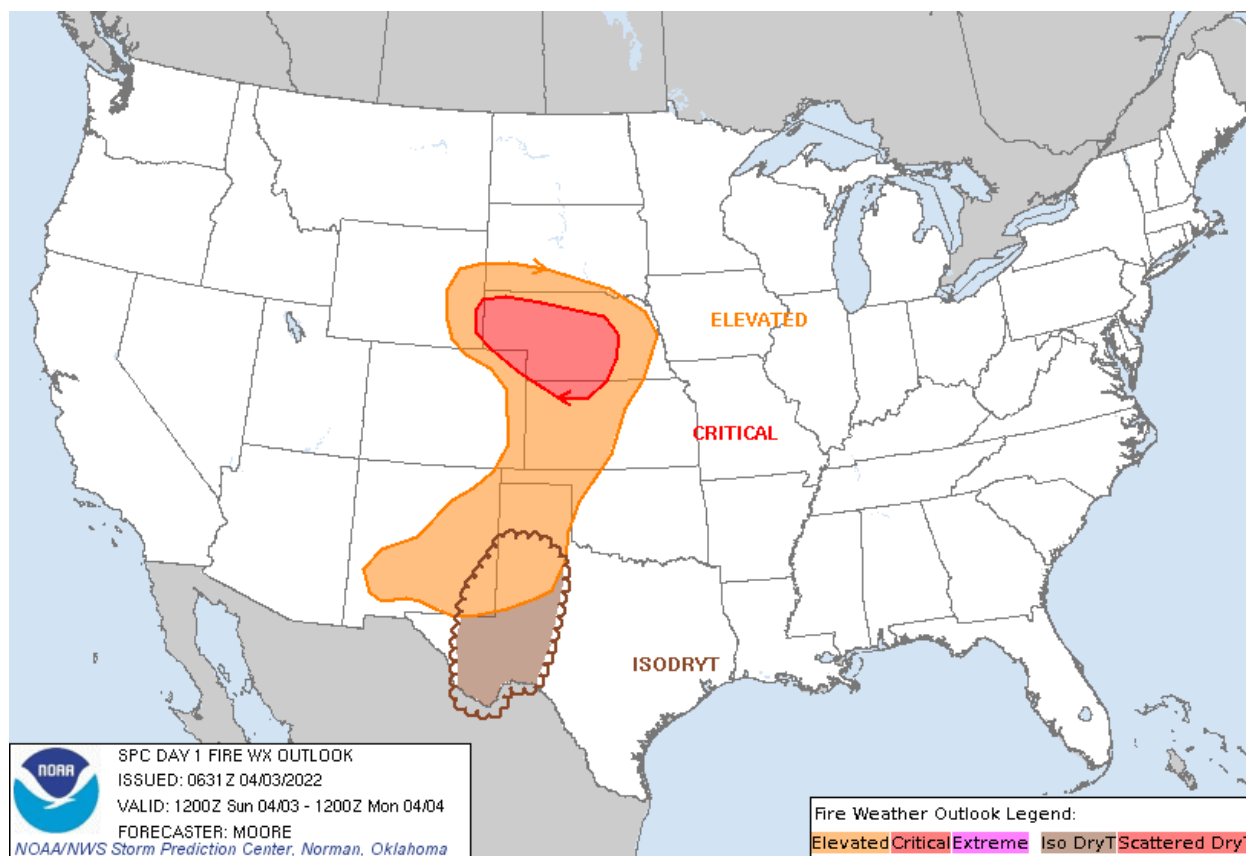 ELEVATED
CRITICAL
ISODRYT
NOAA
SPC DAY 1 FIRE WX OUTLOOK
ISSUED: 0631Z 04/03/2022
VALID: 1200Z Sun 04/03 - 1200Z Mon 04/04
FORECASTER: MOORE
NOAA/NWS Storm Prediction Center, Norman, Oklahoma
Fire Weather Outlook Legend:
Elevated Critical Extreme Iso DryT Scattered DryT